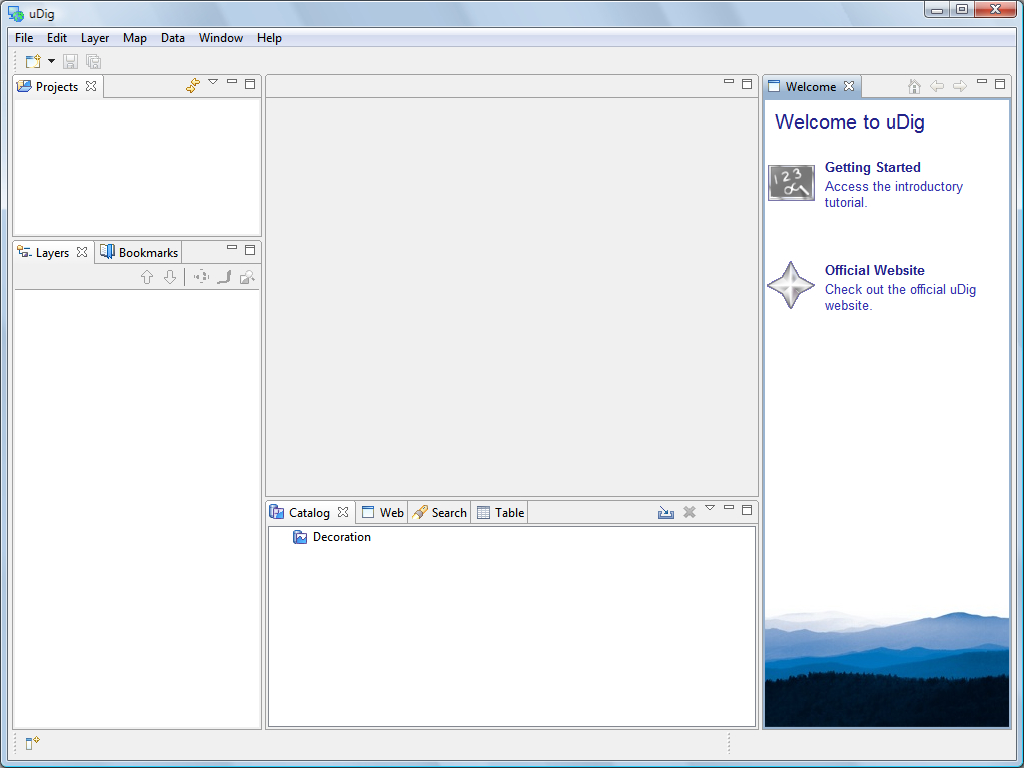 uDig
File Edit Layer Map Data Window Help
Projects
Welcome
Welcome to uDig
Getting Started
Access the introductory
tutorial.
Official Website
Check out the official uDig
website.
Layers Bookmarks
Catalog Web Search Table
Decoration